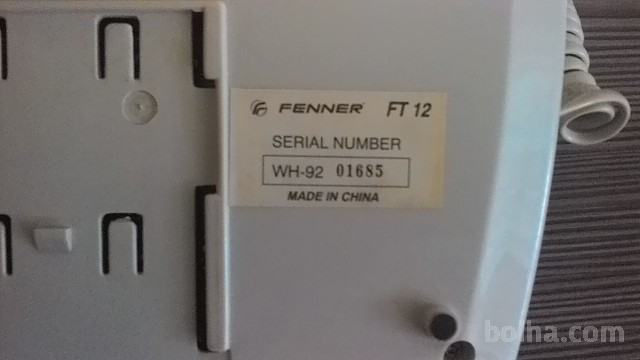 FENNER FT 12
SERIAL NUMBER
WH-92 01685
MADE IN CHINA
bolha.com